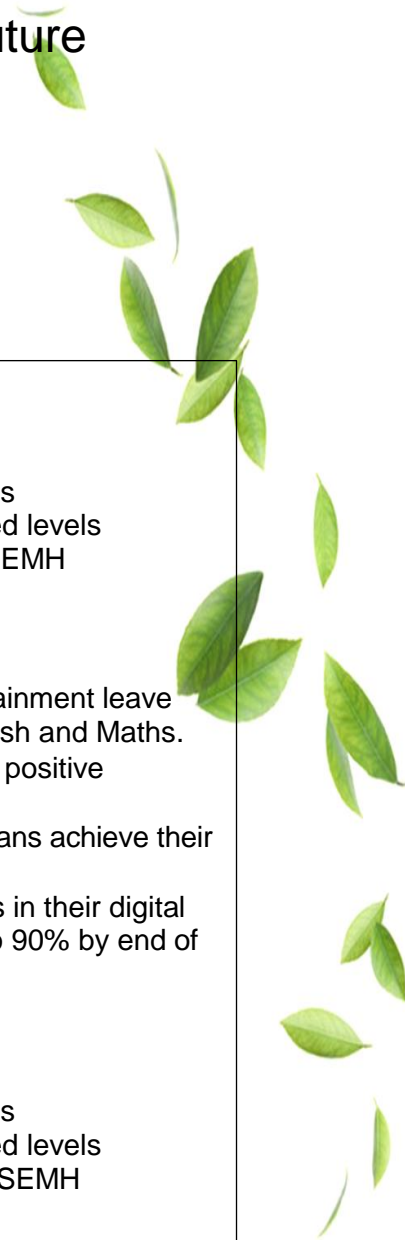 uture
s
ed levels
EMH
ainment leave
sh and Maths.
positive
ans achieve their
s in their digital
o 90% by end of
s
ed levels
SEMH